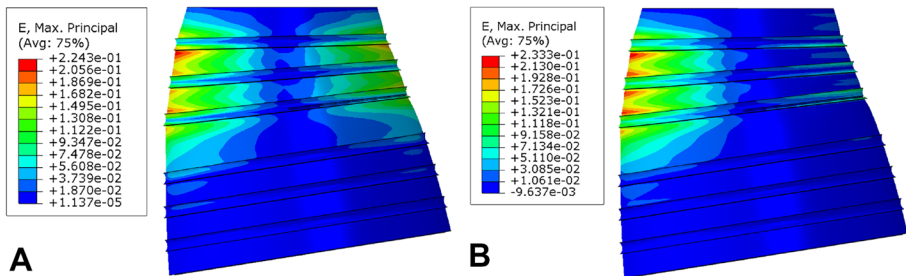 E, Max. Principal
(Avg: 75%)
+2.243e-01
+2.056e-01
+1.869e-01
+1.682e-01
+1.495e-01
+1.308e-01
+1.122e-01
+9.347e-02
+7.478e-02
+5.608e-02
+3.739e-02
+1.870e-02
+1.137e-05
A
E, Max. Principal
(Avg: 75%)
+2.333e-01
+2.130e-01
+1.928e-01
+1.726e-01
+1.523e-01
+1.321e-01
+1.118e-01
+9.158e-02
+7.134e-02
+5.110e-02
+3.085e-02
+1.061e-02
-9.637e-03
B